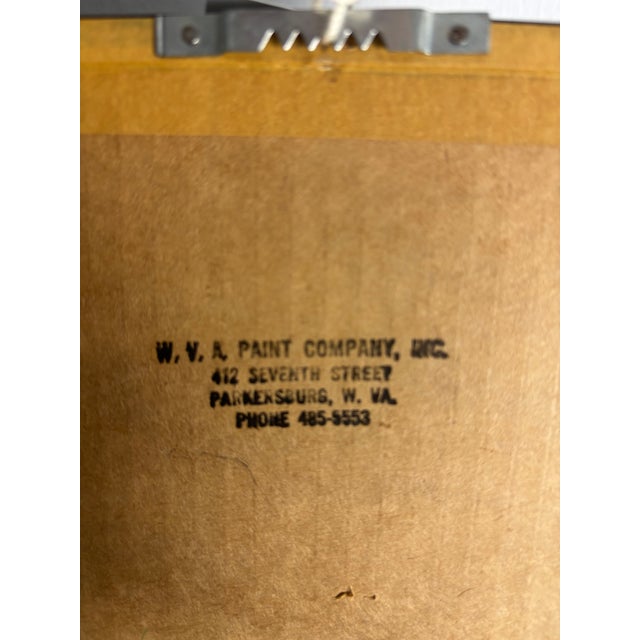 W. V. A. PAINT COMPANY, INC.
412 SEVENTH STREET
PARKERSBURG, W. VA.
PHONE 485-5553